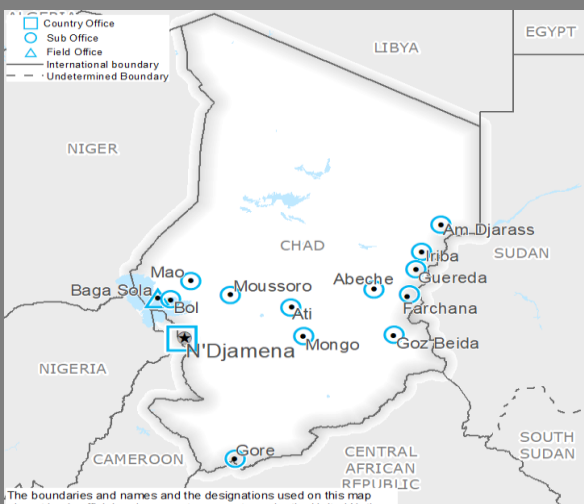 ALGERIA
Country Office
Sub Office
Field Office
International boundary
Undetermined Boundary
LIBYA
EGYPT
NIGER
CHAD
Am Djarass
SUDAN
Iriba
Guereda
Mao
Abeche
Baga Sola
Moussoro
Bol
Farchana
Ati
N'Djamena
Mongo
Goz Beida
NIGERIA
Gore
CAMEROON
CENTRAL
AFRICAN
REPUBLIC
SOUTH
SUDAN
The boundaries and names and the designations used on this map